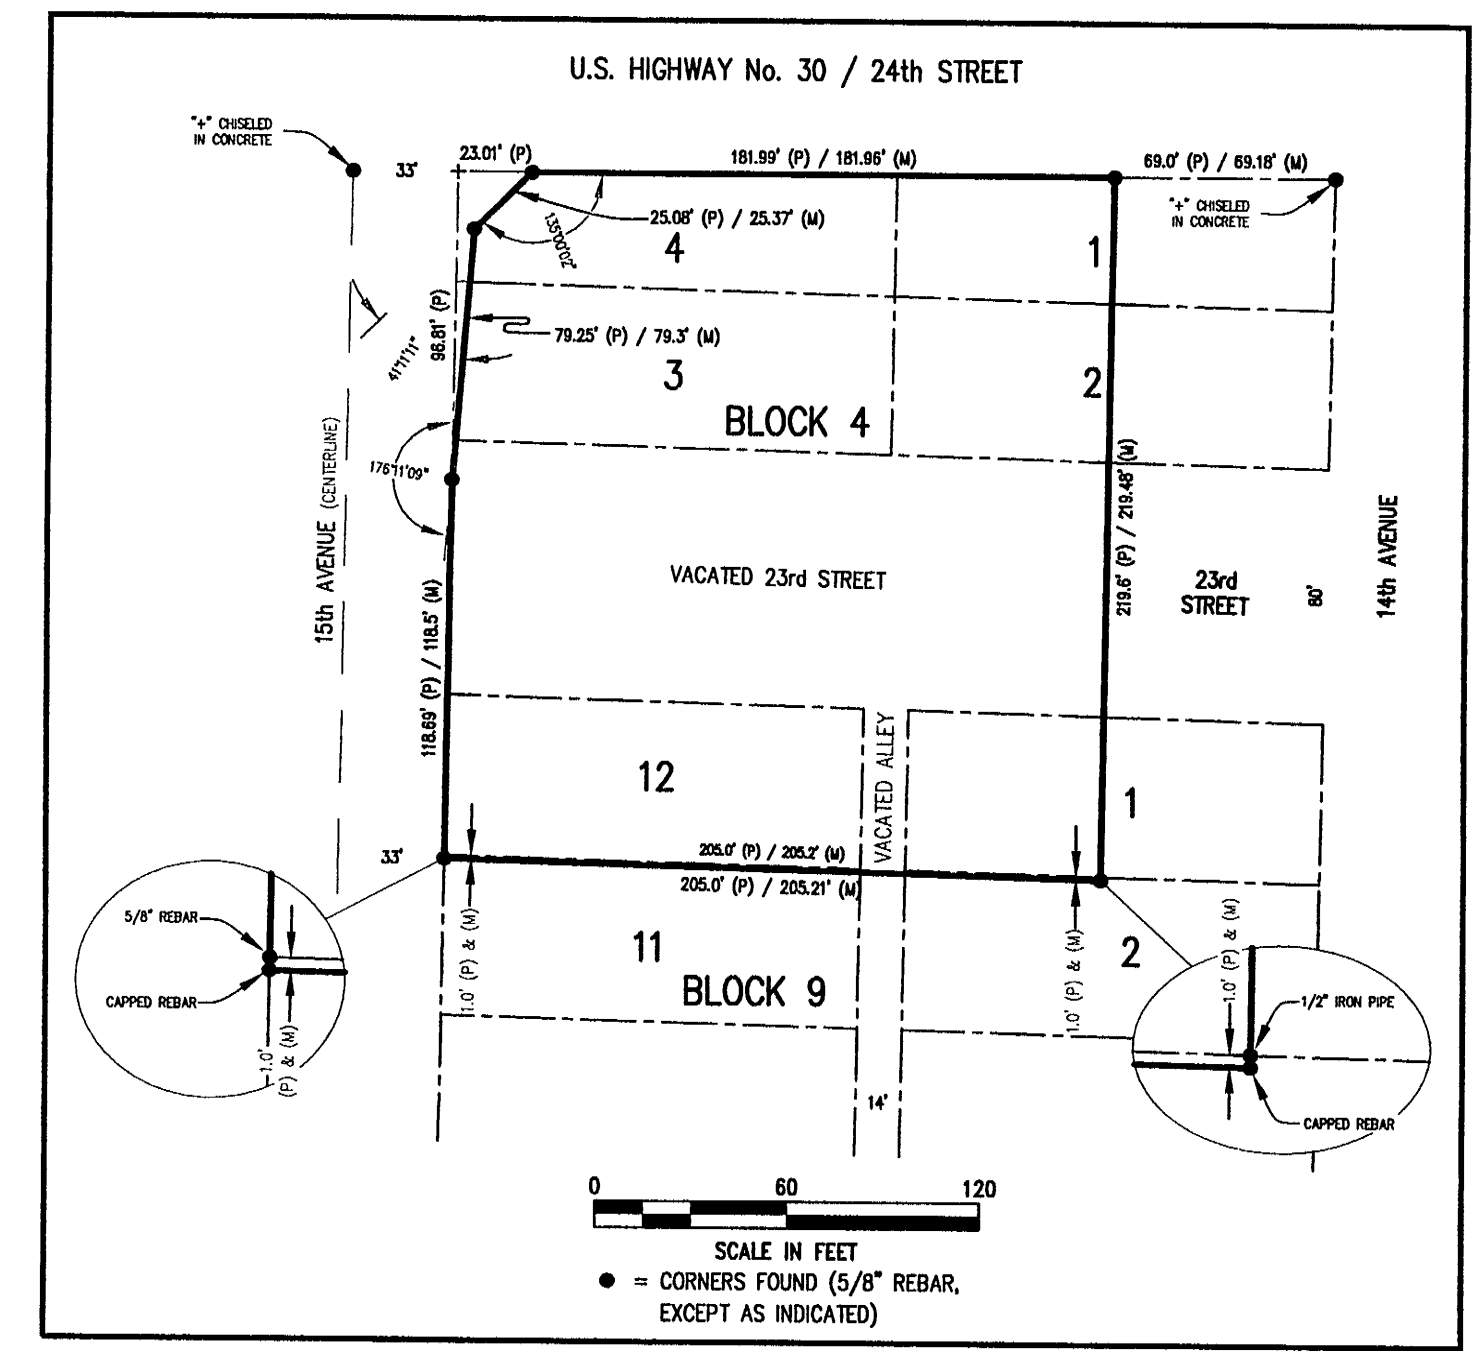 U.S. HIGHWAY No. 30 / 24th STREET
"+" CHISELED
IN CONCRETE
33'
23.01' (P)
181.99' (P) / 181.96' (M)
69.0' (P) / 69.18' (M)
"+" CHISELED
IN CONCRETE
25.08' (P) / 25.37' (M)
135°00'02"
4
1
98.81' (P)
79.25' (P) / 79.3' (M)
41°11'11"
3
2
BLOCK 4
176°11'09"
15th AVENUE (CENTERLINE)
219.6' (P) / 219.48' (M)
VACATED 23rd STREET
23rd
STREET
80'
14th AVENUE
118.69' (P) / 118.5' (M)
12
VACATED ALLEY
1
33'
205.0' (P) / 205.2' (M)
205.0' (P) / 205.21' (M)
5/8" REBAR
CAPPED REBAR
1.0'
(P) & (M)
1.0' (P) & (M)
11
BLOCK 9
1.0' (P) & (M)
2
1.0' (P) & (M)
1/2" IRON PIPE
CAPPED REBAR
14'
0 60 120
SCALE IN FEET
= CORNERS FOUND (5/8" REBAR,
EXCEPT AS INDICATED)